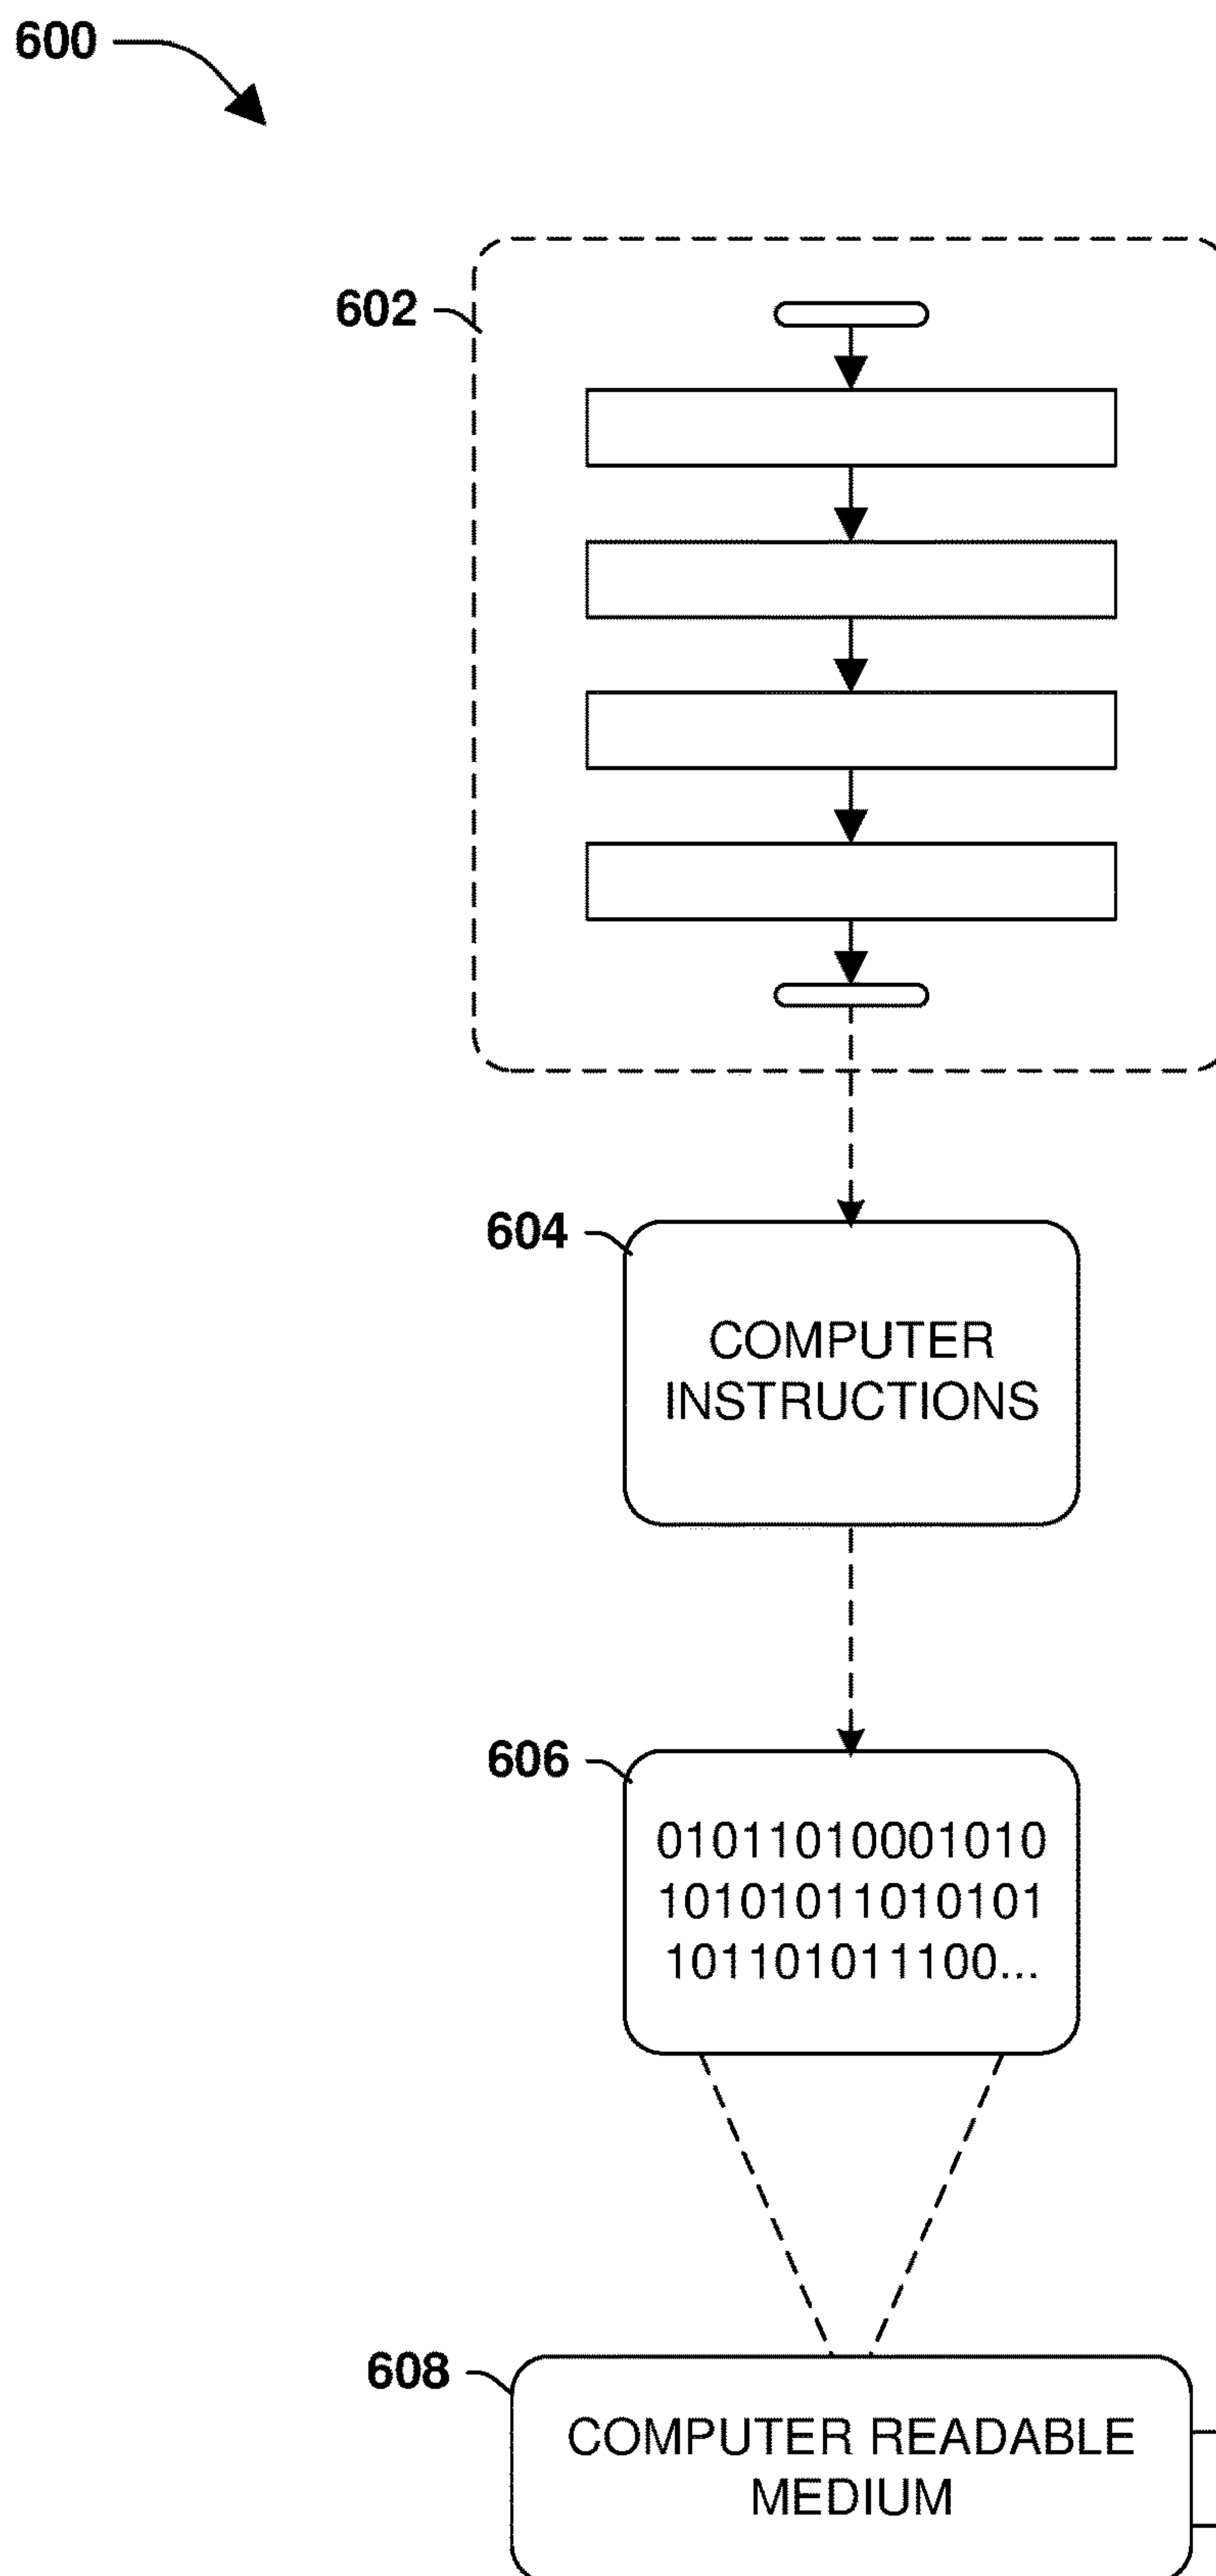 600
602
604
COMPUTER
INSTRUCTIONS
606
01011010001010
10101011010101
101101011100...
608
COMPUTER READABLE
MEDIUM